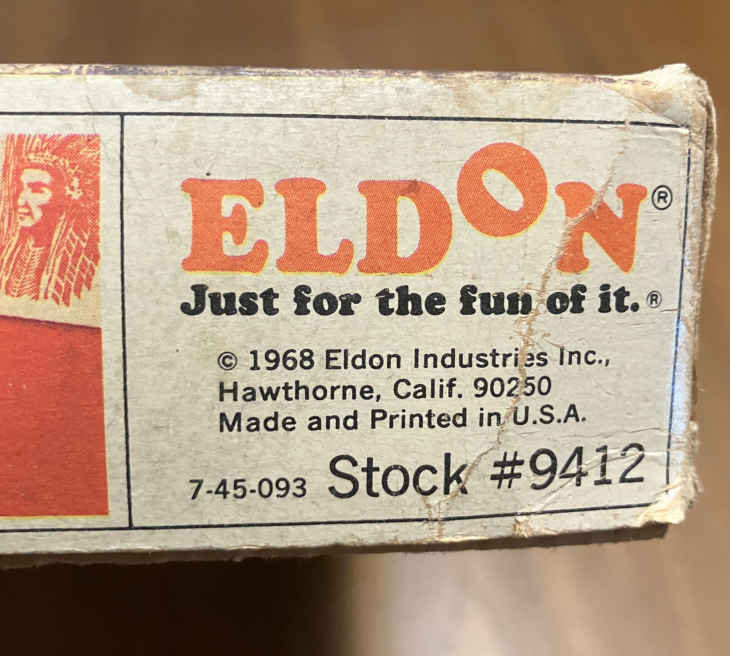 ELDON®
Just for the fun of it.®
© 1968 Eldon Industries Inc.,
Hawthorne, Calif. 90250
Made and Printed in U.S.A.
7-45-093 Stock #9412